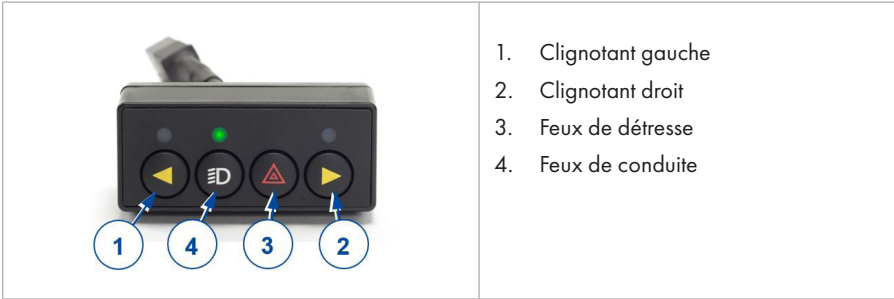 1. Clignotant gauche
2. Clignotant droit
3. Feux de détresse
4. Feux de conduite
1 4 3 2